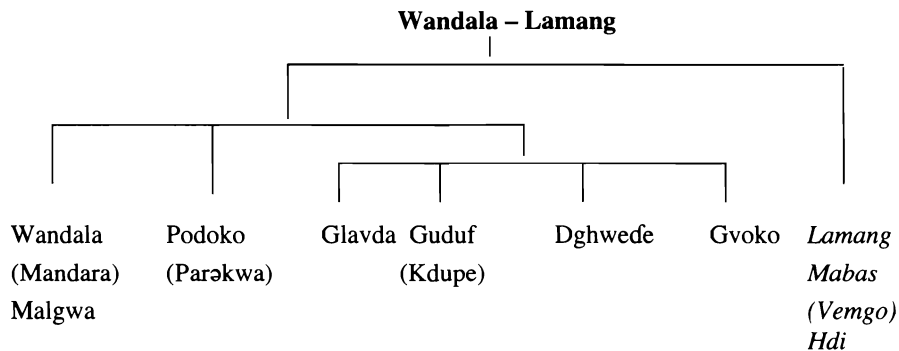 Wandala – Lamang
Wandala Podoko Glavda Guduf Dghweɗe Gvoko Lamang
(Mandara) (Parəkwa) (Kdupe) Mabas
Malgwa (Vemgo)
Hdi